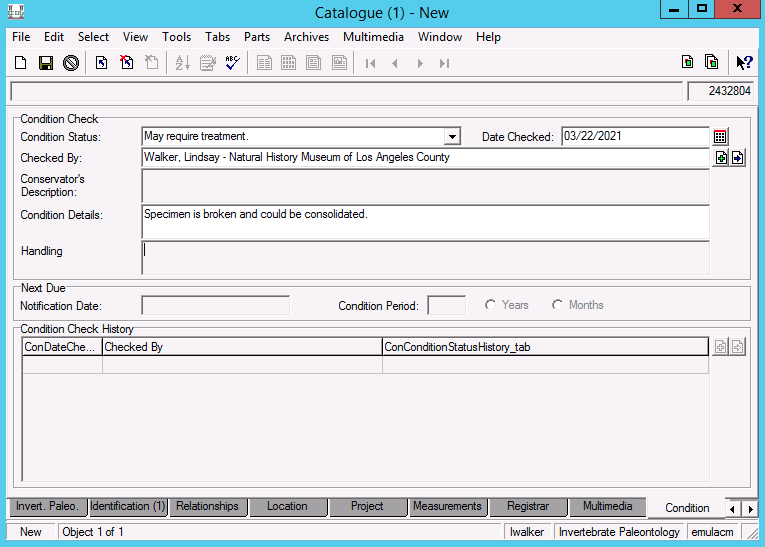 Catalogue (1) - New
File Edit Select View Tools Tabs Parts Archives Multimedia Window Help
A Z ABC ?
2432804
Condition Check
Condition Status: May require treatment. Date Checked: 03/22/2021
Checked By: Walker, Lindsay - Natural History Museum of Los Angeles County
Conservator's
Description:
Condition Details: Specimen is broken and could be consolidated.
Handling
Next Due
Notification Date: Condition Period: Years Months
Condition Check History
ConDateChe... Checked By ConConditionStatusHistory_tab
Invert. Paleo. Identification (1) Relationships Location Project Measurements Registrar Multimedia Condition
New Object 1 of 1 lwalker Invertebrate Paleontology emulacm